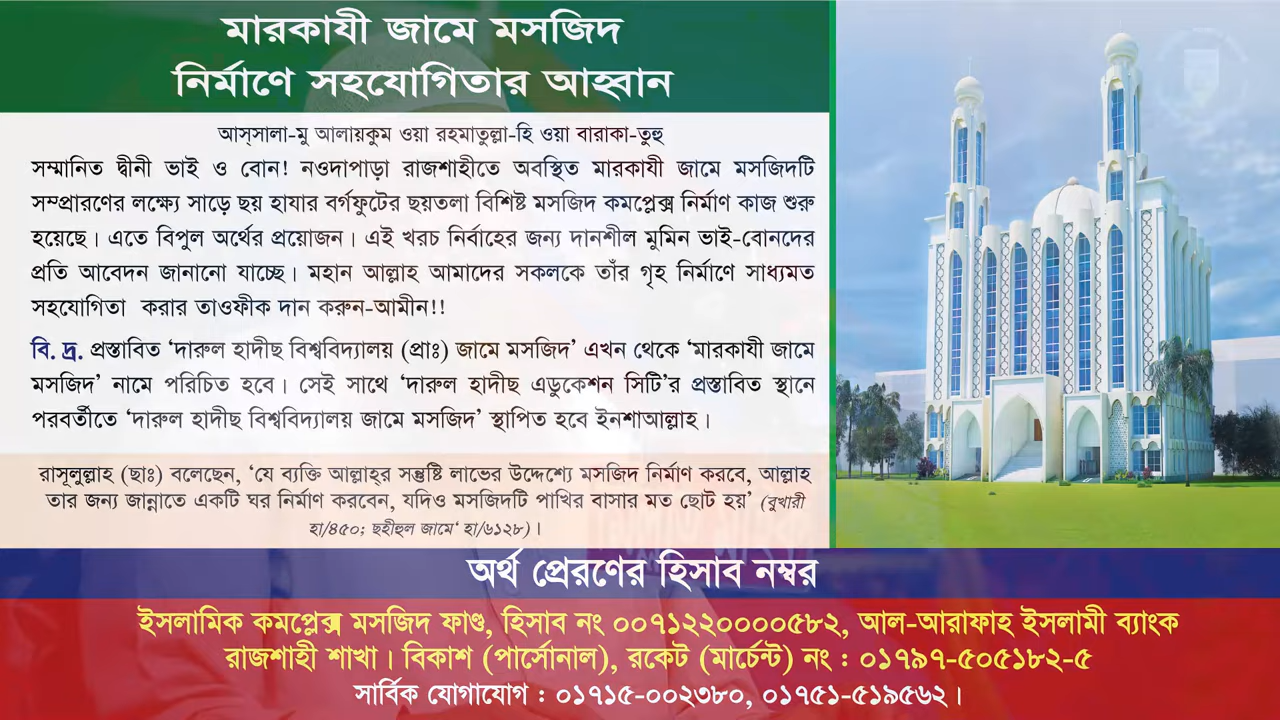 মারকাযী জামে মসজিদ
নির্মাণে সহযোগিতার আহ্বান
আস্সালা-মু আলায়কুম ওয়া রহমাতুল্লা-হি ওয়া বারাকা-তুহু
সম্মানিত দ্বীনী ভাই ও বোন! নওদাপাড়া রাজশাহীতে অবস্থিত মারকাযী জামে মসজিদটি
সম্প্রারণের লক্ষ্যে সাড়ে ছয় হাযার বর্গফুটের ছয়তলা বিশিষ্ট মসজিদ কমপ্লেক্স নির্মাণ কাজ শুরু
হয়েছে। এতে বিপুল অর্থের প্রয়োজন। এই খরচ নির্বাহের জন্য দানশীল মুমিন ভাই-বোনদের
প্রতি আবেদন জানানো যাচ্ছে। মহান আল্লাহ আমাদের সকলকে তাঁর গৃহ নির্মাণে সাধ্যমত
সহযোগিতা করার তাওফীক দান করুন-আমীন!!
বি. দ্র. প্রস্তাবিত ‘দারুল হাদীছ বিশ্ববিদ্যালয় (প্রাঃ) জামে মসজিদ’ এখন থেকে ‘মারকাযী জামে
মসজিদ’ নামে পরিচিত হবে। সেই সাথে ‘দারুল হাদীছ এডুকেশন সিটি’র প্রস্তাবিত স্থানে
পরবর্তীতে ‘দারুল হাদীছ বিশ্ববিদ্যালয় জামে মসজিদ’ স্থাপিত হবে ইনশাআল্লাহ।
রাসূলুল্লাহ (ছাঃ) বলেছেন, ‘যে ব্যক্তি আল্লাহ্‌র সন্তুষ্টি লাভের উদ্দেশ্যে মসজিদ নির্মাণ করবে, আল্লাহ
তার জন্য জান্নাতে একটি ঘর নির্মাণ করবেন, যদিও মসজিদটি পাখির বাসার মত ছোট হয়’ (বুখারী
হা/৪৫০; ছহীহুল জামে‘ হা/৬১২৮)।
অর্থ প্রেরণের হিসাব নম্বর
ইসলামিক কমপ্লেক্স মসজিদ ফাণ্ড, হিসাব নং ০০৭১২২০০০০৫৮২, আল-আরাফাহ ইসলামী ব্যাংক
রাজশাহী শাখা। বিকাশ (পার্সোনাল), রকেট (মার্চেন্ট) নং : ০১৭৯৭-৫০৫১৮২-৫
সার্বিক যোগাযোগ : ০১৭১৫-০০২৩৮০, ০১৭৫১-৫১৯৫৬২।